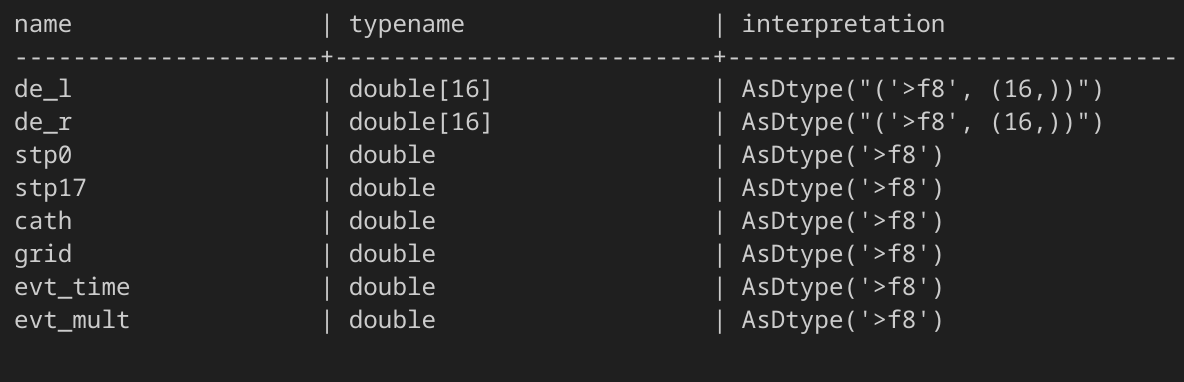 name                 | typename                 | interpretation
---------------------+--------------------------+-------------------------------
de_l                 | double[16]               | AsDtype("('>f8', (16,))")
de_r                 | double[16]               | AsDtype("('>f8', (16,))")
stp0                 | double                   | AsDtype('>f8')
stp17                | double                   | AsDtype('>f8')
cath                 | double                   | AsDtype('>f8')
grid                 | double                   | AsDtype('>f8')
evt_time             | double                   | AsDtype('>f8')
evt_mult             | double                   | AsDtype('>f8')